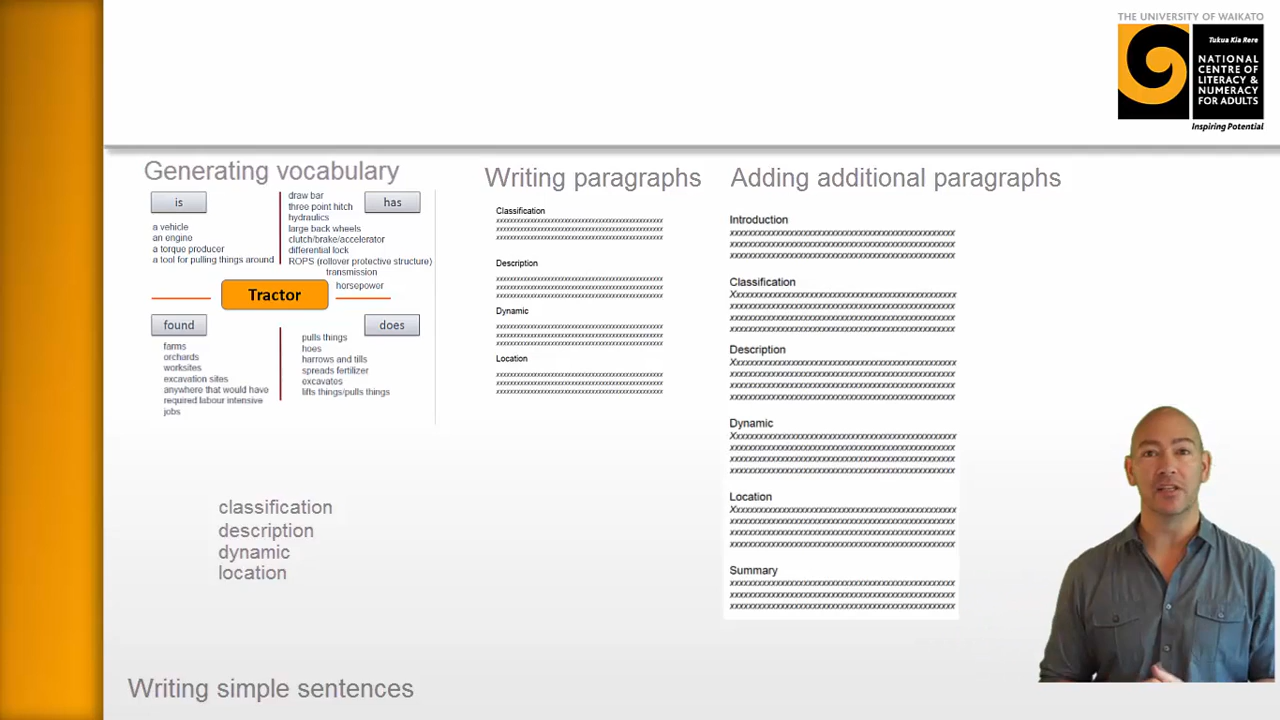 THE UNIVERSITY OF WAIKATO
Tukua Kia Rere
NATIONAL
CENTRE OF
LITERACY &
NUMERACY
FOR ADULTS
Inspiring Potential
Generating vocabulary
is
a vehicle
an engine
a torque producer
a tool for pulling things around
has
draw bar
three point hitch
hydraulics
large back wheels
clutch/brake/accelerator
differential lock
ROPS (rollover protective structure)
transmission
horsepower
Tractor
found
farms
orchards
worksites
excavation sites
anywhere that would have
required labour intensive
jobs
does
pulls things
hoes
harrows and tills
spreads fertilizer
excavates
lifts things/pulls things
classification
description
dynamic
location
Writing simple sentences
Writing paragraphs
Classification
Description
Dynamic
Location
Adding additional paragraphs
Introduction
Classification
Description
Dynamic
Location
Summary